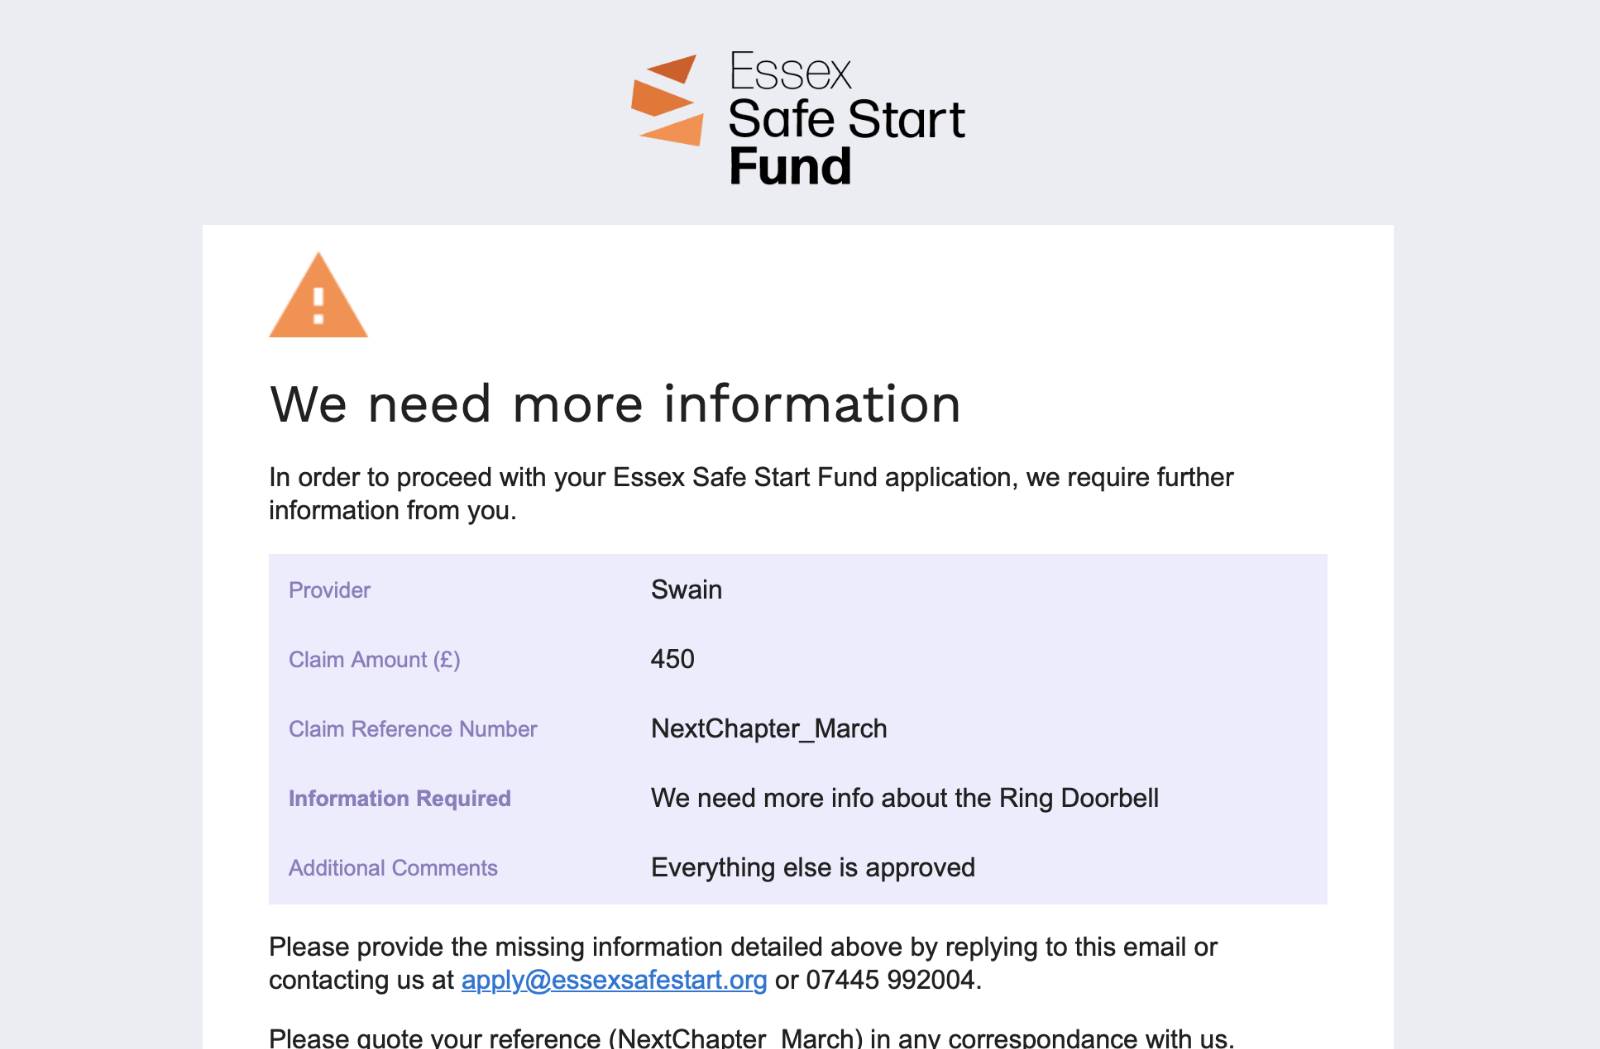 Essex
Safe Start
Fund
We need more information
In order to proceed with your Essex Safe Start Fund application, we require further
information from you.
Provider Swain
Claim Amount (£) 450
Claim Reference Number NextChapter_March
Information Required We need more info about the Ring Doorbell
Additional Comments Everything else is approved
Please provide the missing information detailed above by replying to this email or
contacting us at apply@essexsafestart.org or 07445 992004.
Please quote your reference (NextChapter_March) in any correspondence with us.